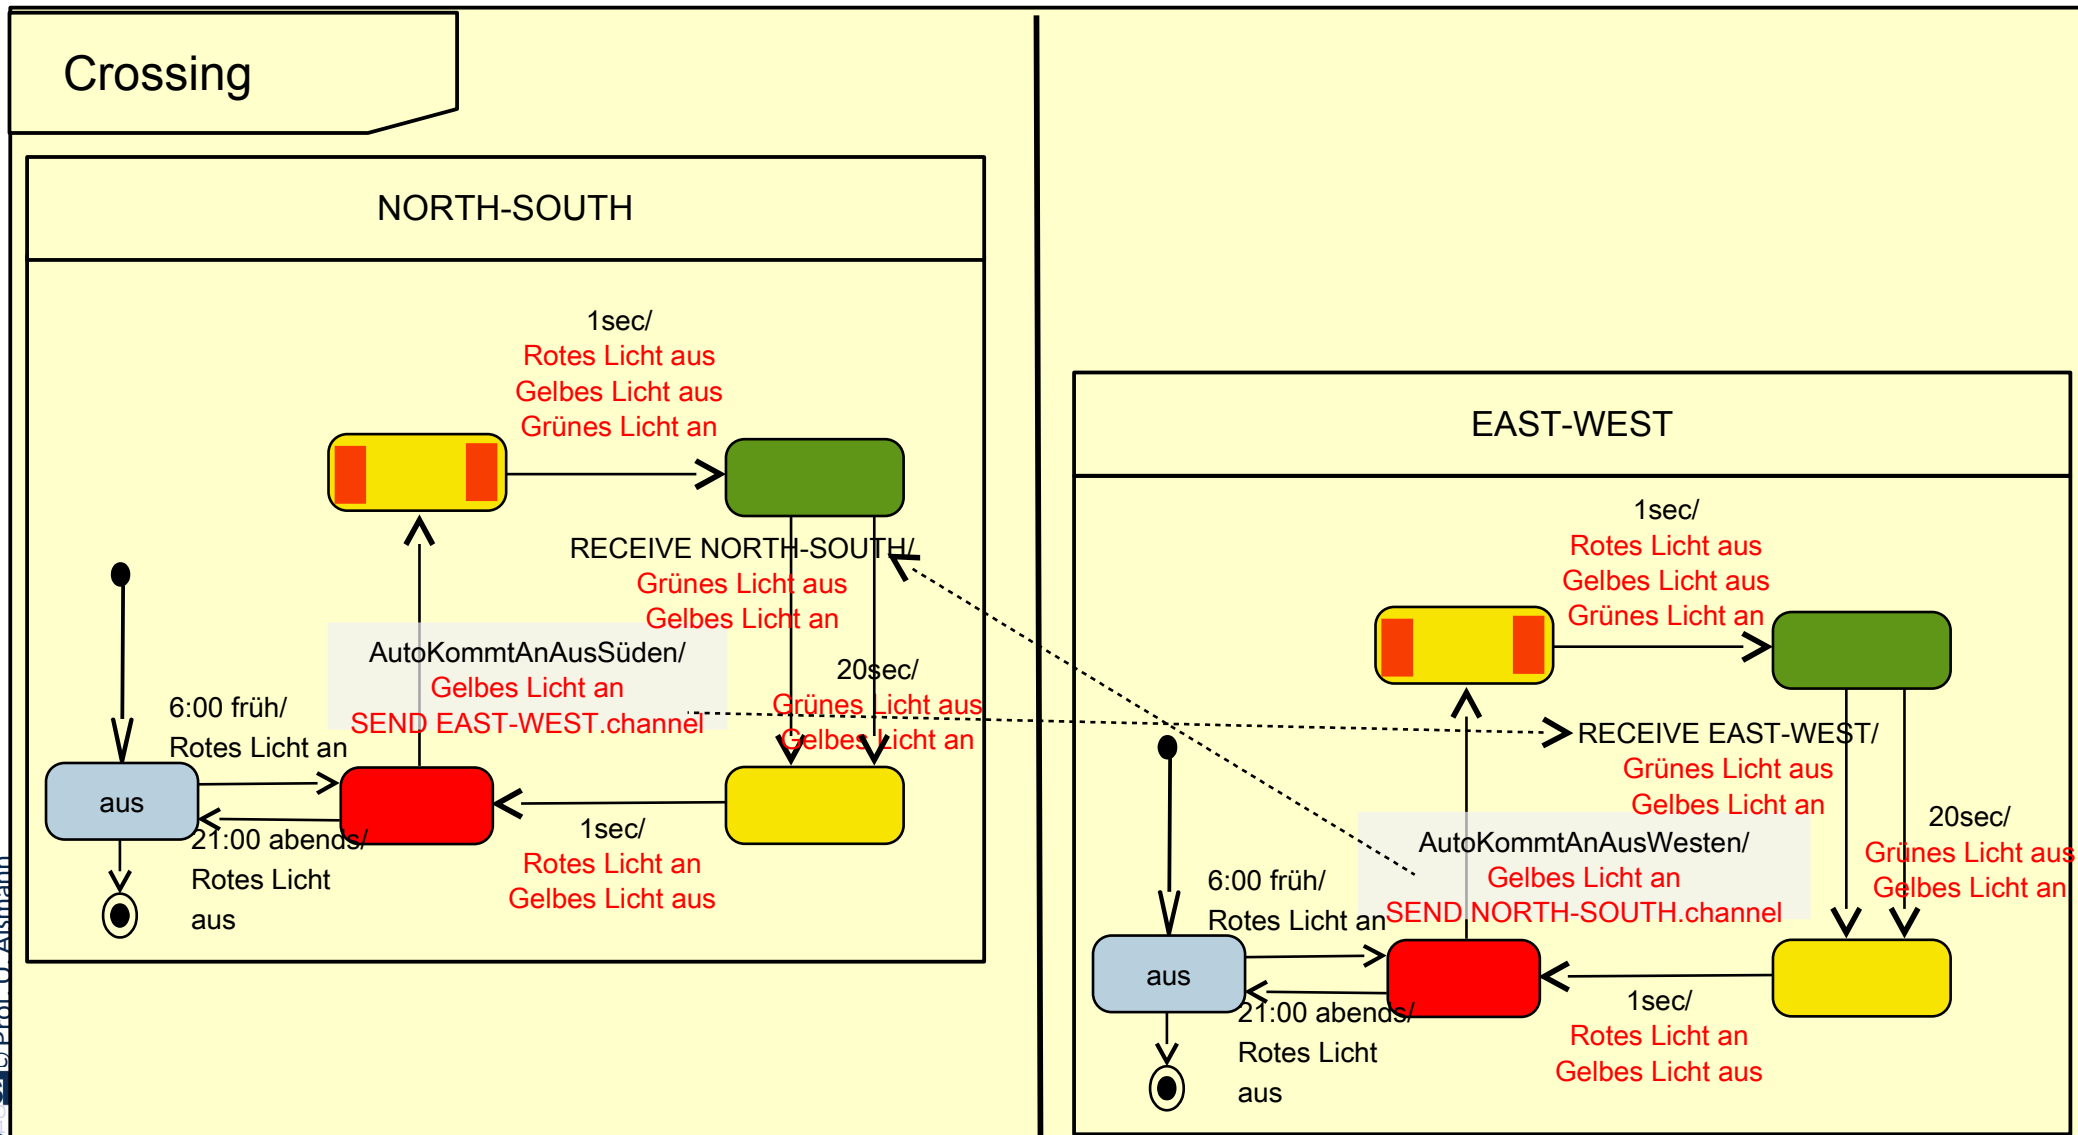 Crossing
NORTH-SOUTH
1sec/
Rotes Licht aus
Gelbes Licht aus
Grünes Licht an
RECEIVE NORTH-SOUTH/
Grünes Licht aus
Gelbes Licht an
AutoKommtAnAusSüden/
Gelbes Licht an
SEND EAST-WEST.channel
20sec/
Grünes Licht aus
Gelbes Licht an
6:00 früh/
Rotes Licht an
aus
21:00 abends/
Rotes Licht
aus
1sec/
Rotes Licht an
Gelbes Licht aus
EAST-WEST
1sec/
Rotes Licht aus
Gelbes Licht aus
Grünes Licht an
RECEIVE EAST-WEST/
Grünes Licht aus
Gelbes Licht an
AutoKommtAnAusWesten/
Gelbes Licht an
SEND NORTH-SOUTH.channel
20sec/
Grünes Licht aus
Gelbes Licht an
6:00 früh/
Rotes Licht an
aus
21:00 abends/
Rotes Licht
aus
1sec/
Rotes Licht an
Gelbes Licht aus
Prof. U.